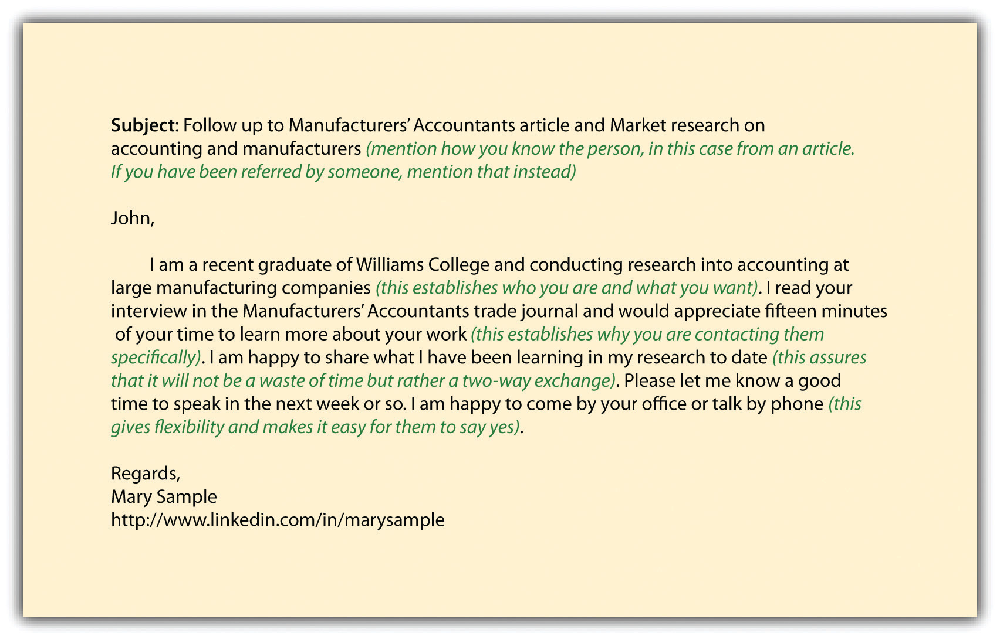 Subject: Follow up to Manufacturers’ Accountants article and Market research on
accounting and manufacturers (mention how you know the person, in this case from an article.
If you have been referred by someone, mention that instead)
John,
I am a recent graduate of Williams College and conducting research into accounting at
large manufacturing companies (this establishes who you are and what you want). I read your
interview in the Manufacturers’ Accountants trade journal and would appreciate fifteen minutes
of your time to learn more about your work (this establishes why you are contacting them
specifically). I am happy to share what I have been learning in my research to date (this assures
that it will not be a waste of time but rather a two-way exchange). Please let me know a good
time to speak in the next week or so. I am happy to come by your office or talk by phone (this
gives flexibility and makes it easy for them to say yes).
Regards,
Mary Sample
http://www.linkedin.com/in/marysample